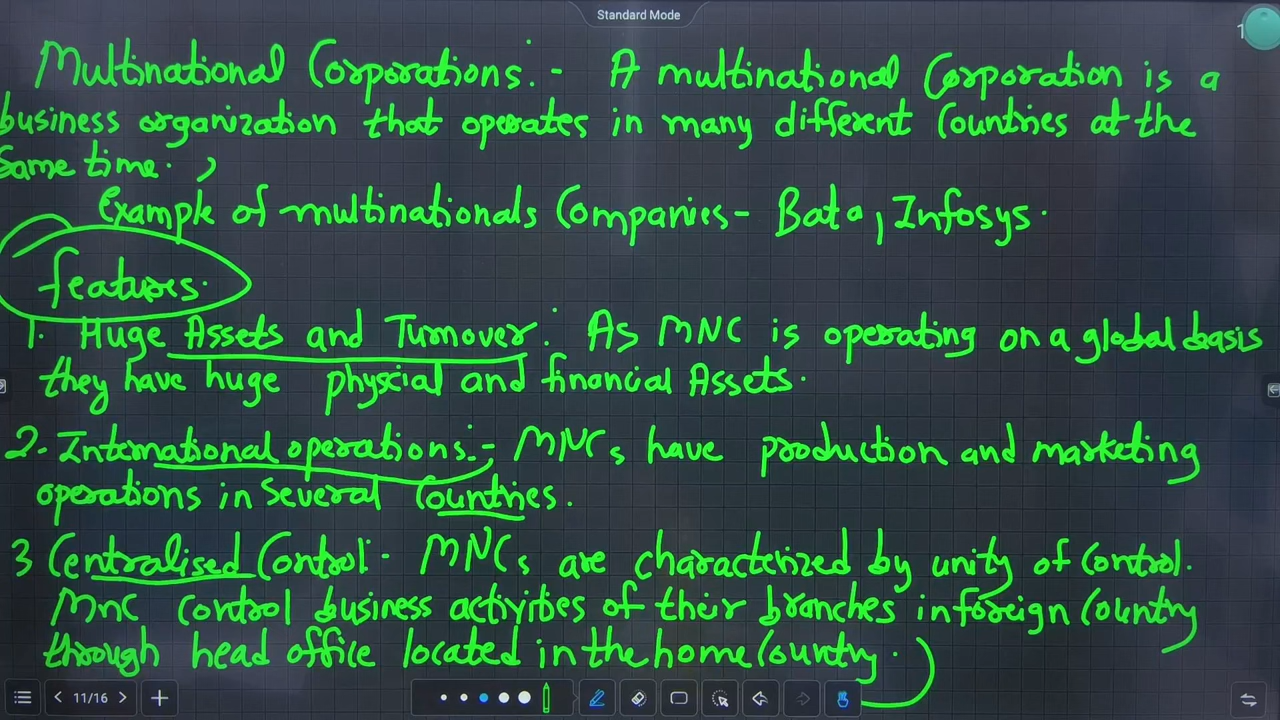 Standard Mode
1
Multinational Corporations:- A multinational Corporation is a
business organization that operates in many different Countries at the
Same time.
Example of multinationals Companies- Bata, Infosys.
features.
1. Huge Assets and Turnover: As MNC is operating on a global basis
they have huge physcial and financial Assets.
2. International operations:- MNCs have production and marketing
operations in Several Countries.
3 Centralised Control:- MNCs are characterized by unity of Control.
MnC Control business activities of their branches in foreign Country
through head office located in the home Country.
11/16